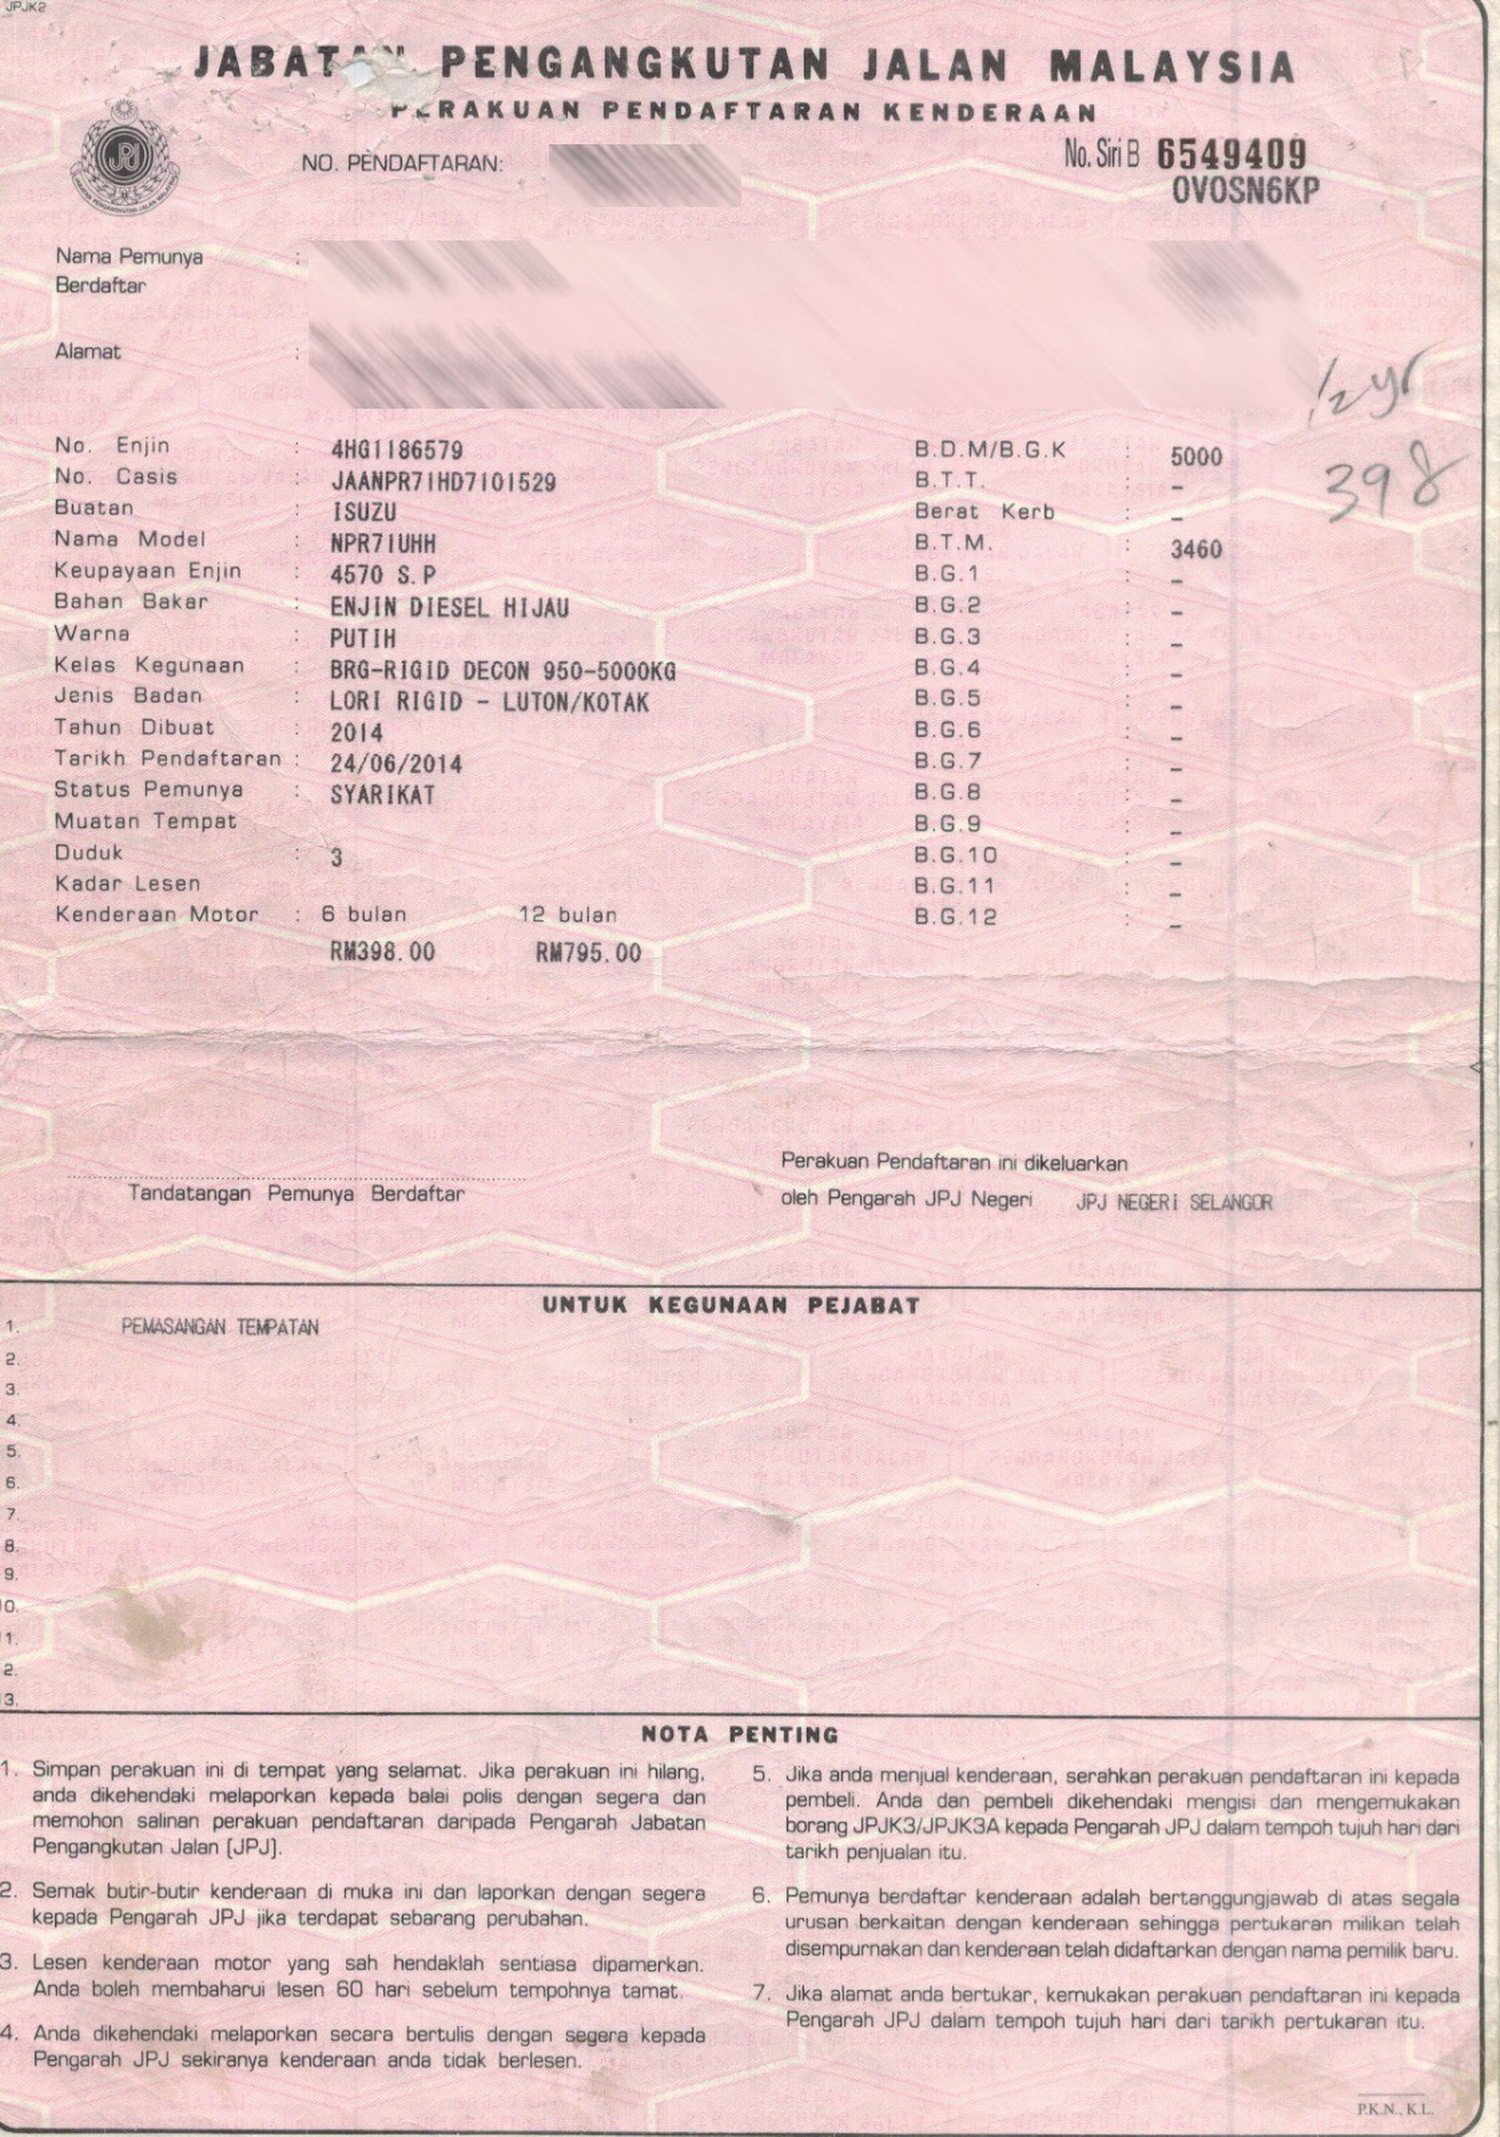 JPJK2
JABATAN PENGANGKUTAN JALAN MALAYSIA
PERAKUAN PENDAFTARAN KENDERAAN
NO. PENDAFTARAN:
No. Siri B 6549409
OVOSN6KP
Nama Pemunya :
Berdaftar
Alamat :
1/2 yr
398
No. Enjin : 4HG1186579
No. Casis : JAANPR71HD7101529
Buatan : ISUZU
Nama Model : NPR71UHH
Keupayaan Enjin : 4570 S.P
Bahan Bakar : ENJIN DIESEL HIJAU
Warna : PUTIH
Kelas Kegunaan : BRG-RIGID DECON 950-5000KG
Jenis Badan : LORI RIGID - LUTON/KOTAK
Tahun Dibuat : 2014
Tarikh Pendaftaran : 24/06/2014
Status Pemunya : SYARIKAT
Muatan Tempat
Duduk : 3
Kadar Lesen
Kenderaan Motor : 6 bulan 12 bulan
RM398.00 RM795.00
B.D.M/B.G.K : 5000
B.T.T. : -
Berat Kerb : -
B.T.M. : 3460
B.G.1 : -
B.G.2 : -
B.G.3 : -
B.G.4 : -
B.G.5 : -
B.G.6 : -
B.G.7 : -
B.G.8 : -
B.G.9 : -
B.G.10 : -
B.G.11 : -
B.G.12 : -
Tandatangan Pemunya Berdaftar
Perakuan Pendaftaran ini dikeluarkan
oleh Pengarah JPJ Negeri JPJ NEGERI SELANGOR
UNTUK KEGUNAAN PEJABAT
1. PEMASANGAN TEMPATAN
2.
3.
4.
5.
6.
7.
8.
9.
10.
1.
2.
3.
NOTA PENTING
1. Simpan perakuan ini di tempat yang selamat. Jika perakuan ini hilang,
anda dikehendaki melaporkan kepada balai polis dengan segera dan
memohon salinan perakuan pendaftaran daripada Pengarah Jabatan
Pengangkutan Jalan (JPJ).
2. Semak butir-butir kenderaan di muka ini dan laporkan dengan segera
kepada Pengarah JPJ jika terdapat sebarang perubahan.
3. Lesen kenderaan motor yang sah hendaklah sentiasa dipamerkan.
Anda boleh membaharui lesen 60 hari sebelum tempohnya tamat.
4. Anda dikehendaki melaporkan secara bertulis dengan segera kepada
Pengarah JPJ sekiranya kenderaan anda tidak berlesen.
5. Jika anda menjual kenderaan, serahkan perakuan pendaftaran ini kepada
pembeli. Anda dan pembeli dikehendaki mengisi dan mengemukakan
borang JPJK3/JPJK3A kepada Pengarah JPJ dalam tempoh tujuh hari dari
tarikh penjualan itu.
6. Pemunya berdaftar kenderaan adalah bertanggungjawab di atas segala
urusan berkaitan dengan kenderaan sehingga pertukaran milikan telah
disempurnakan dan kenderaan telah didaftarkan dengan nama pemilik baru.
7. Jika alamat anda bertukar, kemukakan perakuan pendaftaran ini kepada
Pengarah JPJ dalam tempoh tujuh hari dari tarikh pertukaran itu.
P.K.N., K.L.